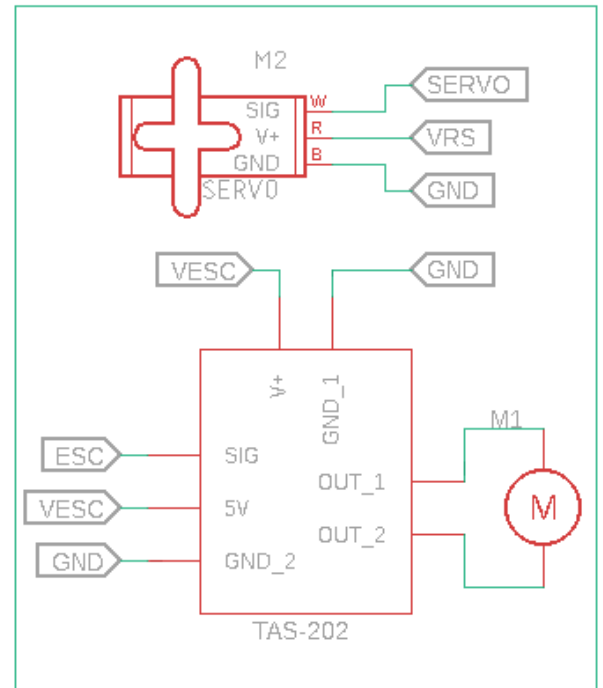 M2
SIG W SERVO
V+ R VRS
GND B GND
SERVO
VESC GND
V+ GND_1
M1
ESC SIG
OUT_1
VESC 5V
M
OUT_2
GND GND_2
TAS-202